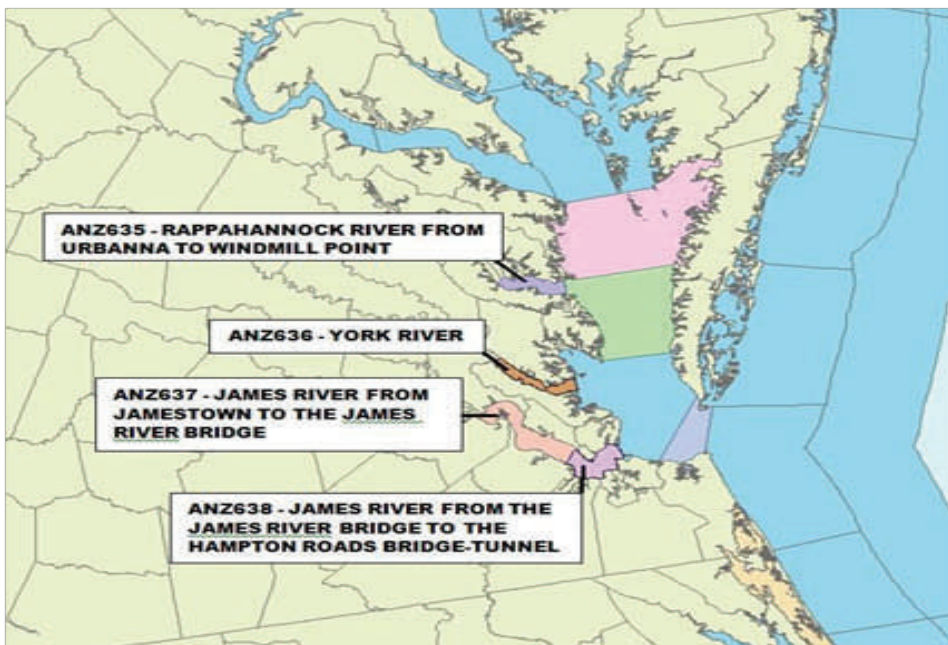 ANZ635 - RAPPAHANNOCK RIVER FROM
URBANNA TO WINDMILL POINT
ANZ636 - YORK RIVER
ANZ637 - JAMES RIVER FROM
JAMESTOWN TO THE JAMES
RIVER BRIDGE
ANZ638 - JAMES RIVER FROM THE
JAMES RIVER BRIDGE TO THE
HAMPTON ROADS BRIDGE-TUNNEL